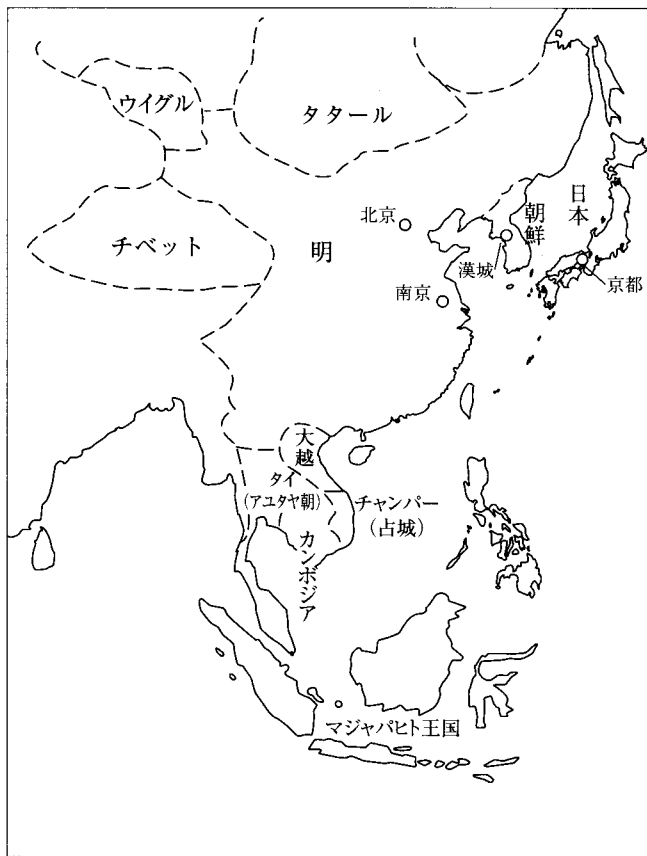 ウイグル
タタール
チベット
明
北京
南京
朝鮮
漢城
日本
京都
大越
タイ
(アユタヤ朝)
カンボジア
チャンパー
(占城)
マジャパヒト王国